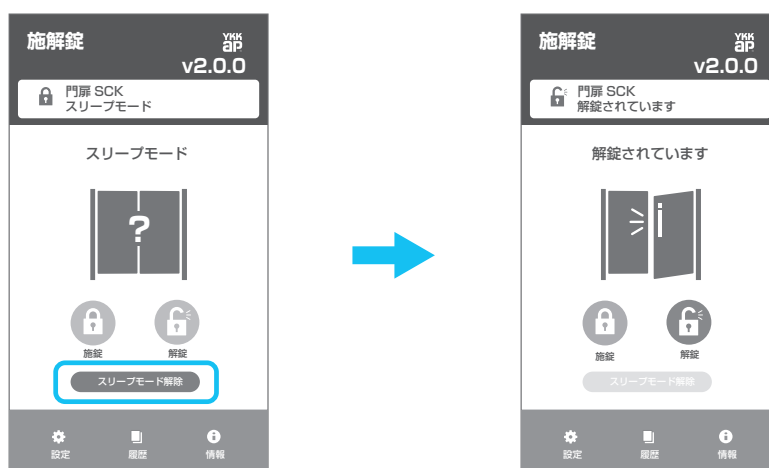 施解錠
YKK
ap
v2.0.0
門扉 SCK
スリープモード
スリープモード
?
施錠
解錠
スリープモード解除
設定
履歴
情報
施解錠
YKK
ap
v2.0.0
門扉 SCK
解錠されています
解錠されています
施錠
解錠
スリープモード解除
設定
履歴
情報